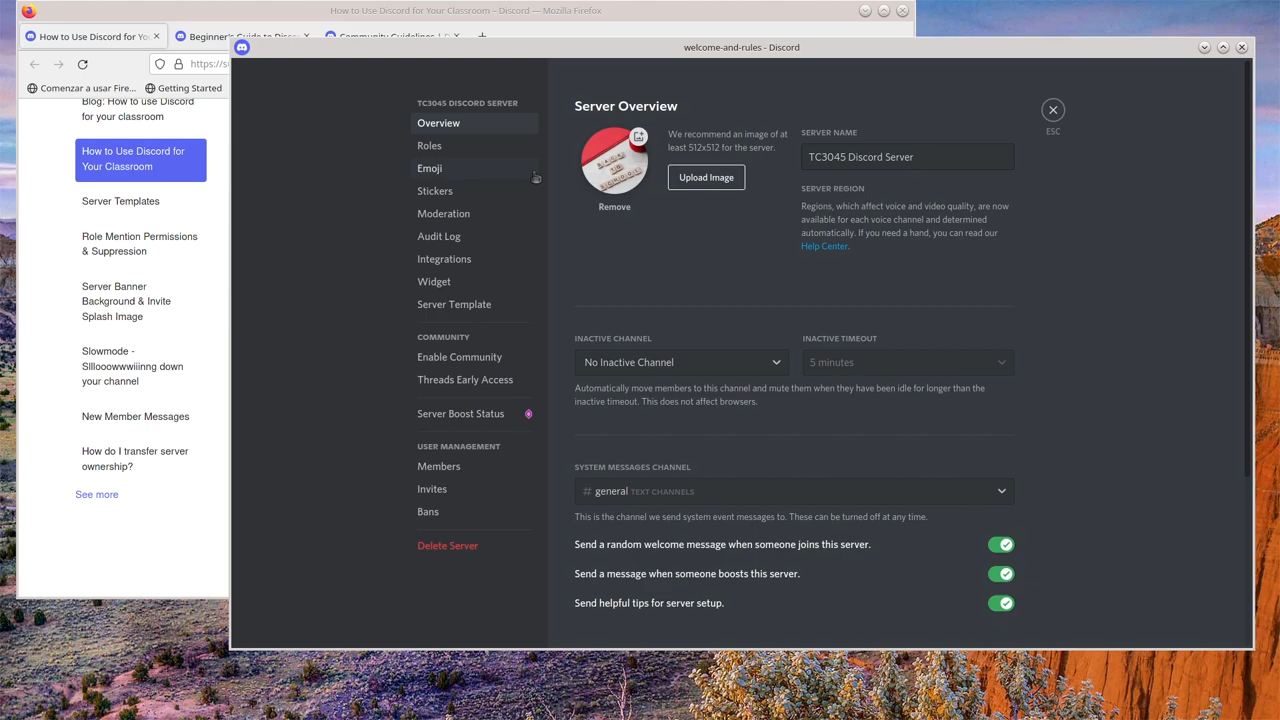 How to Use Discord for Your Classroom – Discord — Mozilla Firefox
How to Use Discord for Yo
Beginner's Guide to Disc
Community Guidelines | D
https://s
Comenzar a usar Fire...
Getting Started
Blog: How to use Discord
for your classroom
How to Use Discord for
Your Classroom
Server Templates
Role Mention Permissions
& Suppression
Server Banner
Background & Invite
Splash Image
Slowmode -
Slllooowwwiiinng down
your channel
New Member Messages
How do I transfer server
ownership?
See more
welcome-and-rules - Discord
TC3045 DISCORD SERVER
Overview
Roles
Emoji
Stickers
Moderation
Audit Log
Integrations
Widget
Server Template
COMMUNITY
Enable Community
Threads Early Access
Server Boost Status
USER MANAGEMENT
Members
Invites
Bans
Delete Server
Server Overview
We recommend an image of at
least 512x512 for the server.
Upload Image
Remove
SERVER NAME
TC3045 Discord Server
SERVER REGION
Regions, which affect voice and video quality, are now
available for each voice channel and determined
automatically. If you need a hand, you can read our
Help Center.
ESC
INACTIVE CHANNEL
No Inactive Channel
INACTIVE TIMEOUT
5 minutes
Automatically move members to this channel and mute them when they have been idle for longer than the
inactive timeout. This does not affect browsers.
SYSTEM MESSAGES CHANNEL
# general TEXT CHANNELS
This is the channel we send system event messages to. These can be turned off at any time.
Send a random welcome message when someone joins this server.
Send a message when someone boosts this server.
Send helpful tips for server setup.